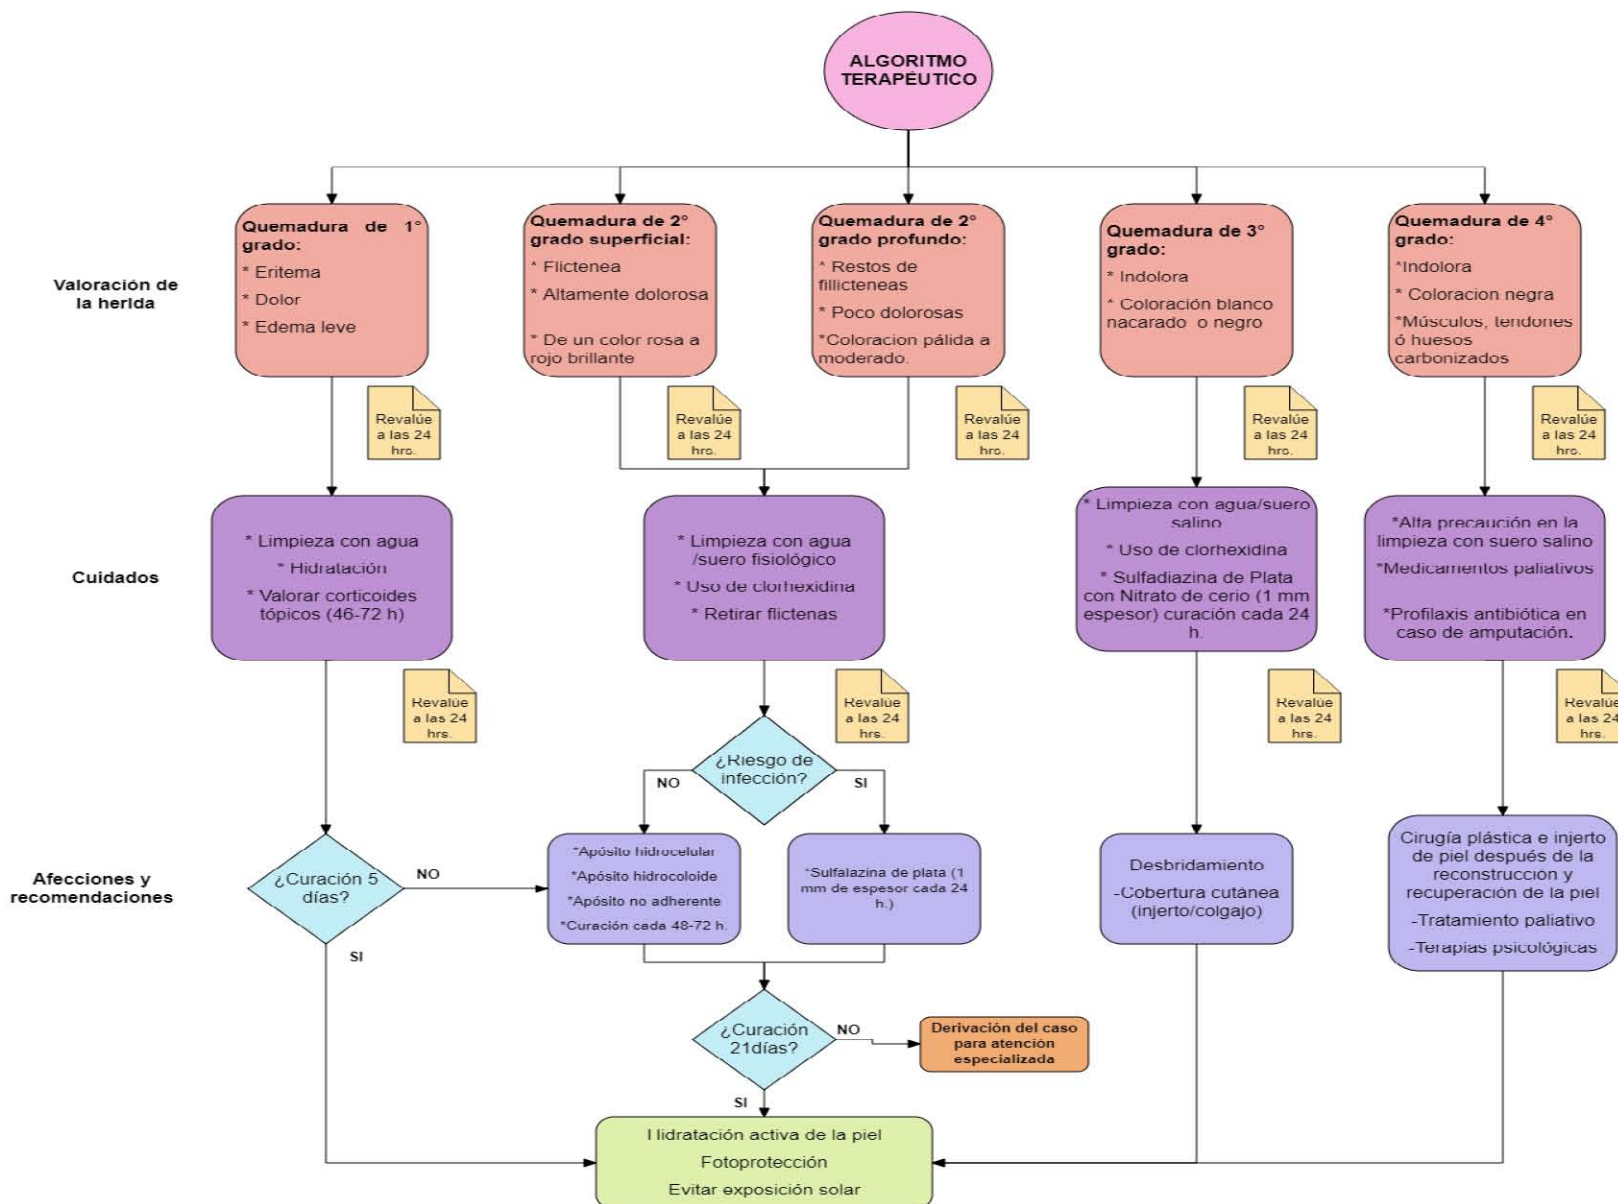 ALGORITMO
TERAPÉUTICO
Valoración de
la herida
Quemadura de 1°
grado:
* Eritema
* Dolor
* Edema leve
Quemadura de 2°
grado superficial:
* Flictenea
* Altamente dolorosa
* De un color rosa a
rojo brillante
Quemadura de 2°
grado profundo:
* Restos de
fillicteneas
* Poco dolorosas
*Coloracion pálida a
moderado.
Quemadura de 3°
grado:
* Indolora
* Coloración blanco
nacarado o negro
Quemadura de 4°
grado:
*Indolora
* Coloracion negra
*Músculos, tendones
ó huesos
carbonizados
Revalúe
a las 24
hrs.
Revalúe
a las 24
hrs.
Revalúe
a las 24
hrs.
Revalúe
a las 24
hrs.
Revalúe
a las 24
hrs.
Cuidados
* Limpieza con agua
* Hidratación
* Valorar corticoides
tópicos (46-72 h)
* Limpieza con agua
/suero fisiológico
* Uso de clorhexidina
* Retirar flictenas
* Limpieza con agua/suero
salino
* Uso de clorhexidina
* Sulfadiazina de Plata
con Nitrato de cerio (1 mm
espesor) curación cada 24
h.
*Alta precaución en la
limpieza con suero salino
*Medicamentos paliativos
*Profilaxis antibiótica en
caso de amputación.
Revalúe
a las 24
hrs.
Revalúe
a las 24
hrs.
Revalúe
a las 24
hrs.
Revalúe
a las 24
hrs.
Afecciones y
recomendaciones
¿Riesgo de
infección?
NO
SI
¿Curación 5
días?
NO
SI
*Apósito hidrocelular
*Apósito hidrocoloide
*Apósito no adherente
*Curación cada 48-72 h.
*Sulfalazina de plata (1
mm de espesor cada 24
h.)
Desbridamiento
-Cobertura cutánea
(injerto/colgajo)
Cirugía plástica e injerto
de piel después de la
reconstrucción y
recuperación de la piel
-Tratamiento paliativo
-Terapias psicológicas
¿Curación
21días?
NO
SI
Derivación del caso
para atención
especializada
Hidratación activa de la piel
Fotoprotección
Evitar exposición solar